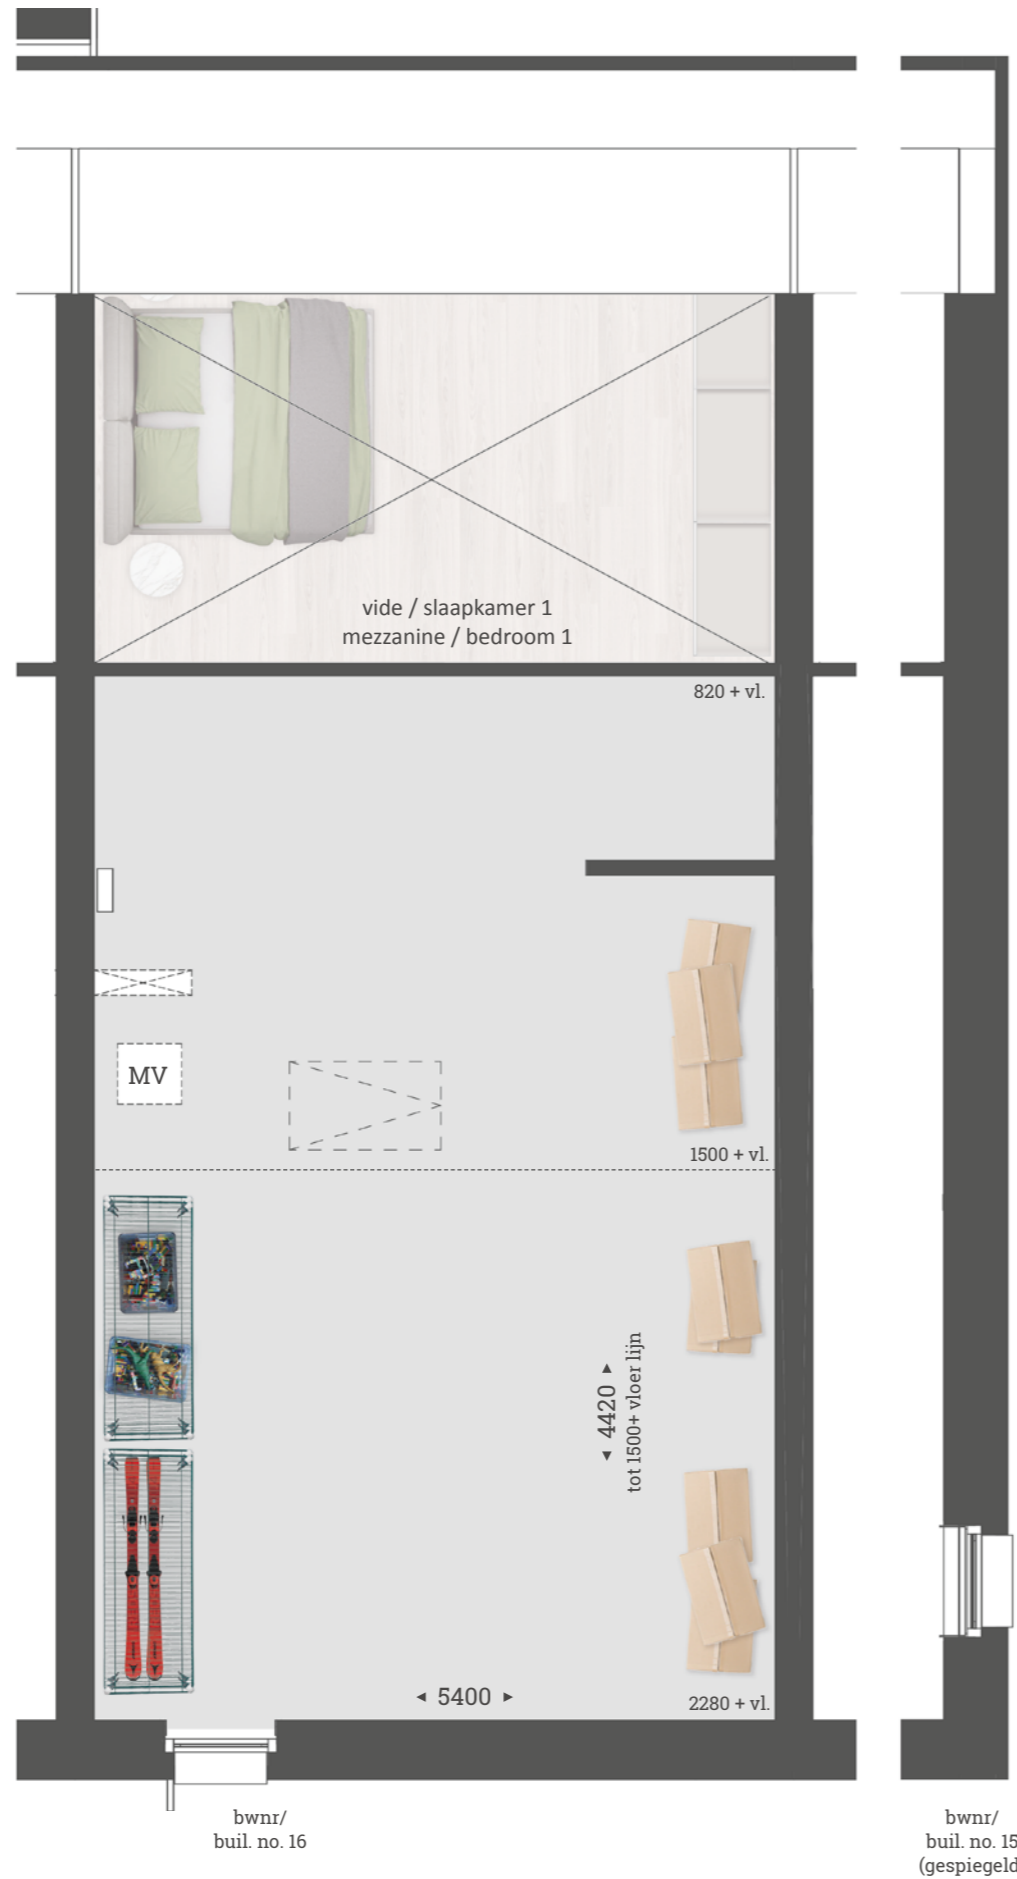 vide / slaapkamer 1
mezzanine / bedroom 1
820 + vl.
MV
1500 + vl.
◄ 4420 ►
tot 1500+ vloer lijn
◄ 5400 ►
2280 + vl.
bwnr/
buil. no. 16
bwnr/
buil. no. 15
(gespiegeld